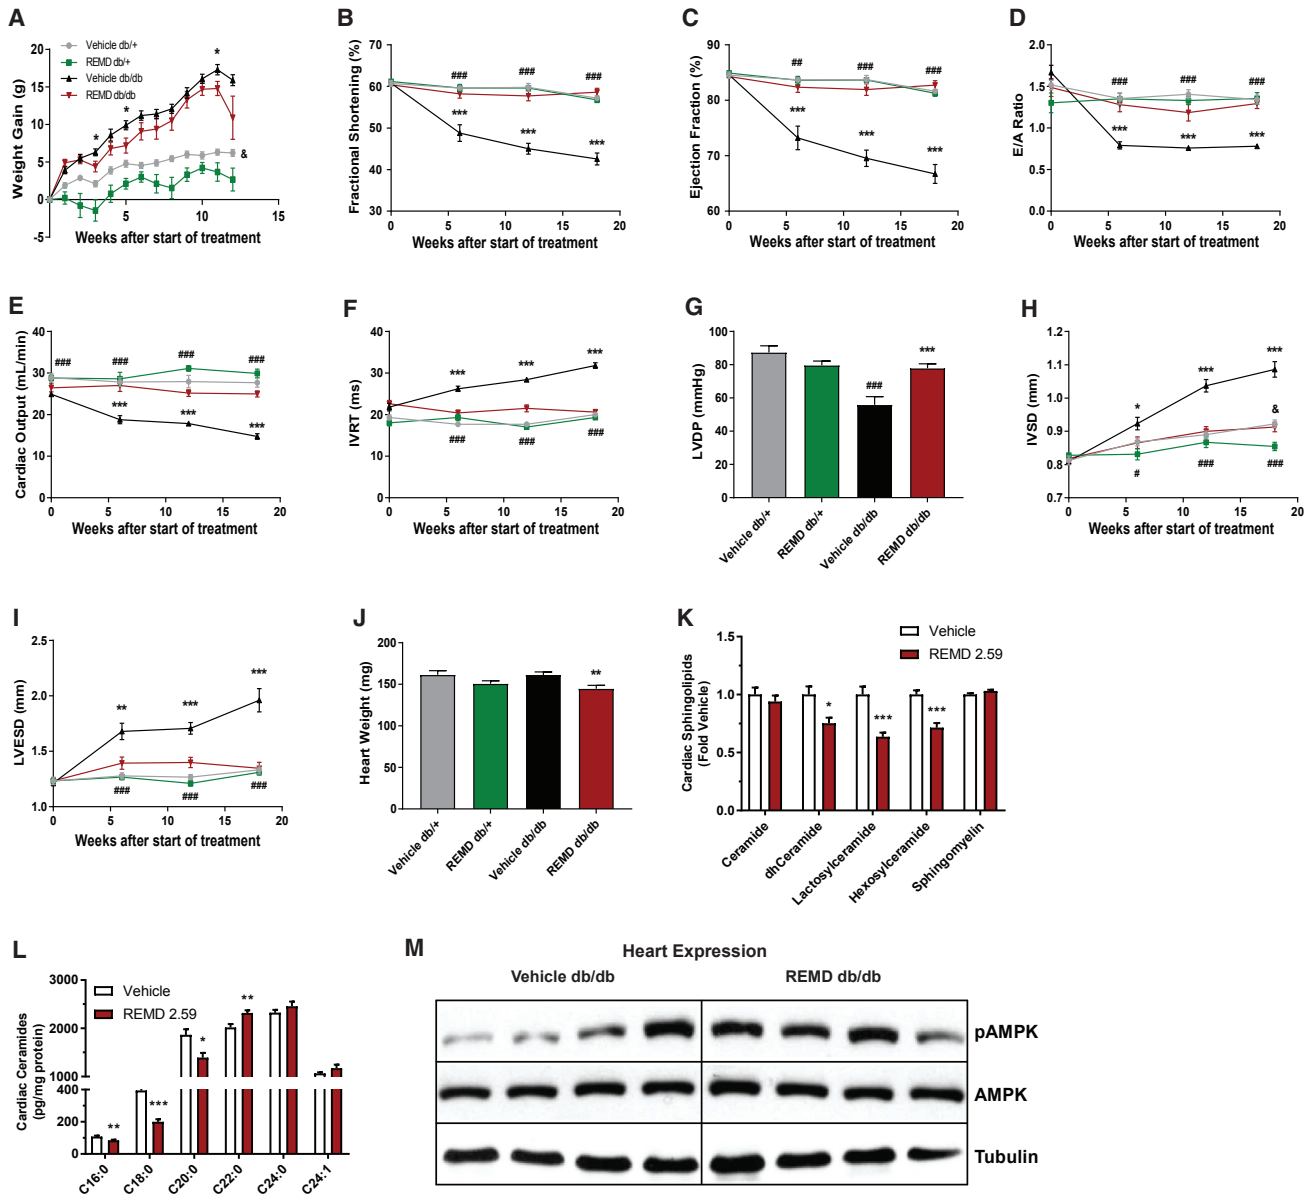 A
Weight Gain (g)
20
15
10
5
0
-5
Vehicle db/+
REMD db/+
Vehicle db/db
REMD db/db
*
*
*
&
5
10
15
Weeks after start of treatment
B
Fractional Shortening (%)
70
60
50
40
30
###
###
###
***
***
***
0
5
10
15
20
Weeks after start of treatment
C
Ejection Fraction (%)
90
80
70
60
##
###
###
***
***
***
0
5
10
15
20
Weeks after start of treatment
D
E/A Ratio
2.0
1.5
1.0
0.0
###
###
###
***
***
***
0
5
10
15
20
Weeks after start of treatment
E
Cardiac Output (mL/min)
40
30
20
10
0
###
###
###
###
***
***
***
0
5
10
15
20
Weeks after start of treatment
F
IVRT (ms)
40
30
20
10
0
***
***
***
###
###
###
0
5
10
15
20
Weeks after start of treatment
G
LVDP (mmHg)
100
80
60
40
20
0
###
***
Vehicle db/+
REMD db/+
Vehicle db/db
REMD db/db
H
IVSD (mm)
1.2
1.1
1.0
0.9
0.8
0.7
*
***
***
&
#
###
###
0
5
10
15
20
Weeks after start of treatment
I
LVESD (mm)
2.5
2.0
1.5
1.0
**
***
***
###
###
###
0
5
10
15
20
Weeks after start of treatment
J
Heart Weight (mg)
200
150
100
50
0
**
Vehicle db/+
REMD db/+
Vehicle db/db
REMD db/db
K
Cardiac Sphingolipids
(Fold Vehicle)
1.5
1.0
0.5
0.0
Vehicle
REMD 2.59
*
***
***
Ceramide
dhCeramide
Lactosylceramide
Hexosylceramide
Sphingomyelin
L
Cardiac Ceramides
(pg/mg protein)
3000
2000
1000
400
200
0
Vehicle
REMD 2.59
**
***
*
**
C16:0
C18:0
C20:0
C22:0
C24:0
C24:1
M
Heart Expression
Vehicle db/db
REMD db/db
pAMPK
AMPK
Tubulin